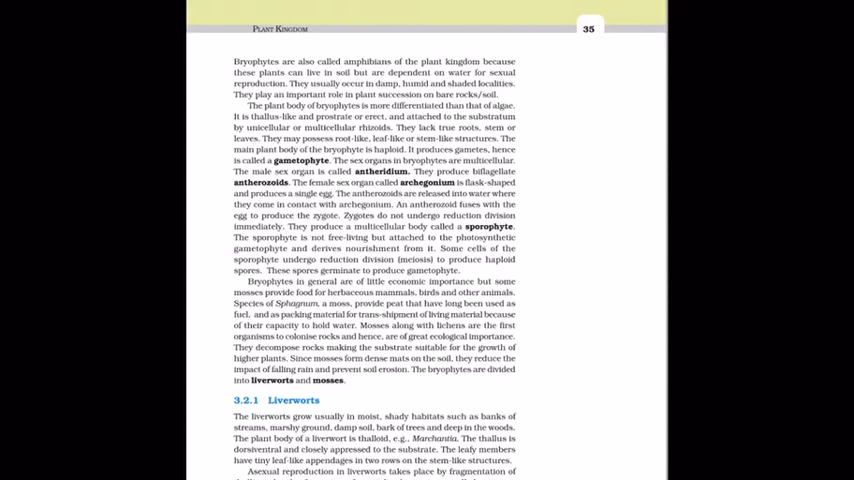 PLANT KINGDOM
35
Bryophytes are also called amphibians of the plant kingdom because
these plants can live in soil but are dependent on water for sexual
reproduction. They usually occur in damp, humid and shaded localities.
They play an important role in plant succession on bare rocks/soil.
The plant body of bryophytes is more differentiated than that of algae.
It is thallus-like and prostrate or erect, and attached to the substratum
by unicellular or multicellular rhizoids. They lack true roots, stem or
leaves. They may possess root-like, leaf-like or stem-like structures. The
main plant body of the bryophyte is haploid. It produces gametes, hence
is called a gametophyte. The sex organs in bryophytes are multicellular.
The male sex organ is called antheridium. They produce biflagellate
antherozoids. The female sex organ called archegonium is flask-shaped
and produces a single egg. The antherozoids are released into water where
they come in contact with archegonium. An antherozoid fuses with the
egg to produce the zygote. Zygotes do not undergo reduction division
immediately. They produce a multicellular body called a sporophyte.
The sporophyte is not free-living but attached to the photosynthetic
gametophyte and derives nourishment from it. Some cells of the
sporophyte undergo reduction division (meiosis) to produce haploid
spores. These spores germinate to produce gametophyte.
Bryophytes in general are of little economic importance but some
mosses provide food for herbaceous mammals, birds and other animals.
Species of Sphagnum, a moss, provide peat that have long been used as
fuel, and as packing material for trans-shipment of living material because
of their capacity to hold water. Mosses along with lichens are the first
organisms to colonise rocks and hence, are of great ecological importance.
They decompose rocks making the substrate suitable for the growth of
higher plants. Since mosses form dense mats on the soil, they reduce the
impact of falling rain and prevent soil erosion. The bryophytes are divided
into liverworts and mosses.
3.2.1 Liverworts
The liverworts grow usually in moist, shady habitats such as banks of
streams, marshy ground, damp soil, bark of trees and deep in the woods.
The plant body of a liverwort is thalloid, e.g., Marchantia. The thallus is
dorsiventral and closely appressed to the substrate. The leafy members
have tiny leaf-like appendages in two rows on the stem-like structures.
Asexual reproduction in liverworts takes place by fragmentation of